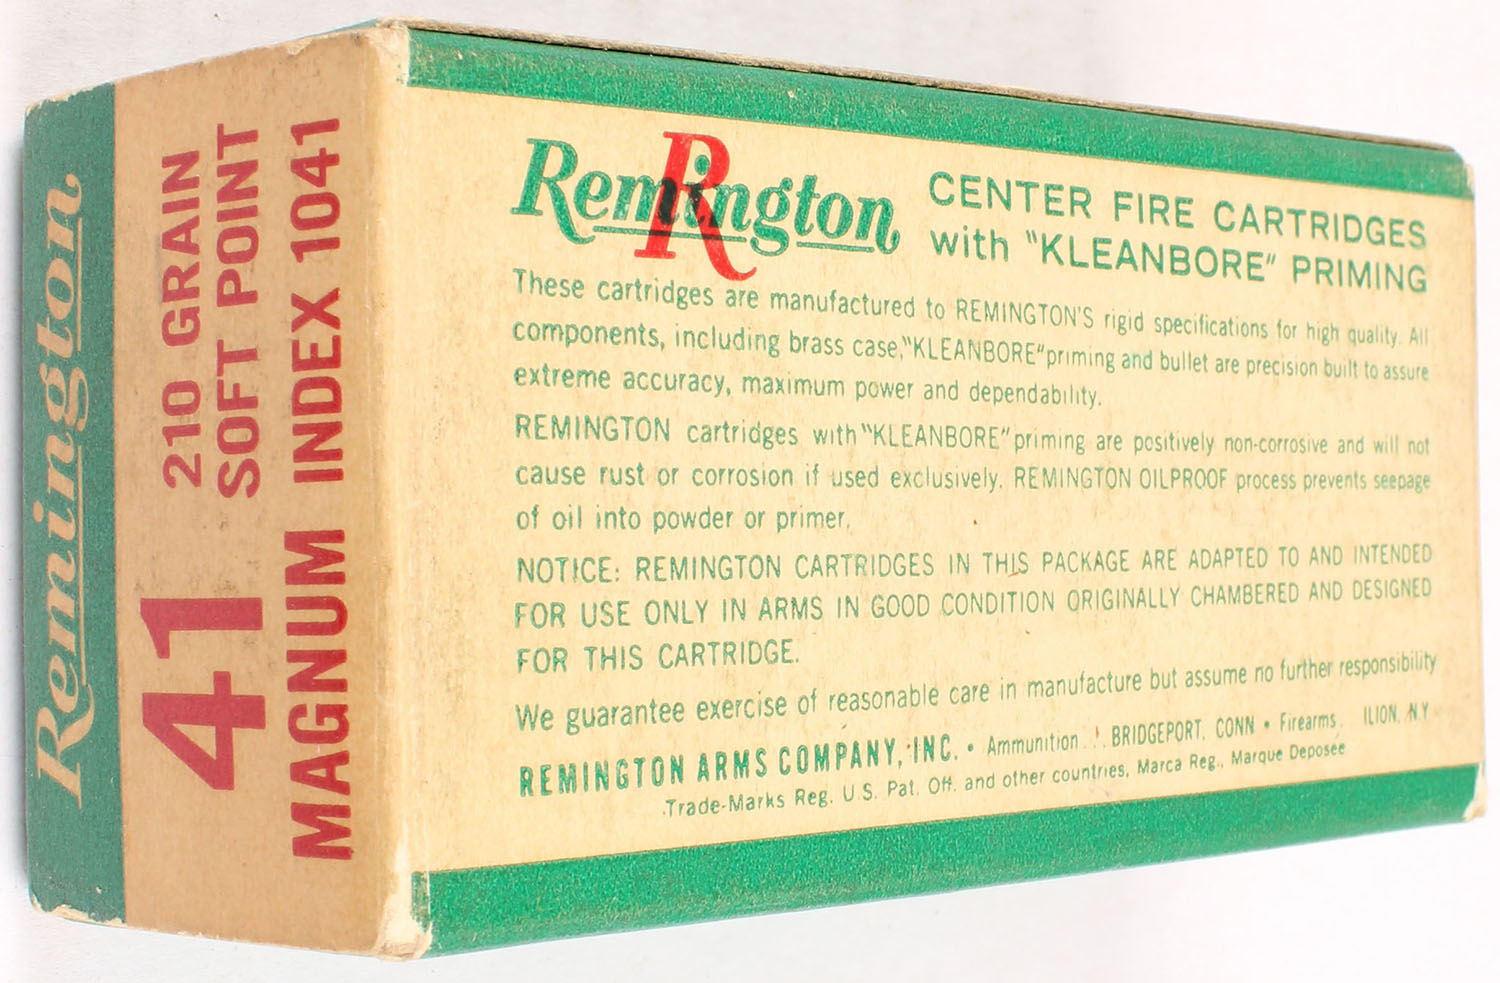 Remington
210 GRAIN
SOFT POINT
41
MAGNUM INDEX 1041
Remington
R
CENTER FIRE CARTRIDGES
with "KLEANBORE" PRIMING
These cartridges are manufactured to REMINGTON'S rigid specifications for high quality. All
components, including brass case, "KLEANBORE" priming and bullet are precision built to assure
extreme accuracy, maximum power and dependability.
REMINGTON cartridges with "KLEANBORE" priming are positively non-corrosive and will not
cause rust or corrosion if used exclusively. REMINGTON OILPROOF process prevents seepage
of oil into powder or primer.
NOTICE: REMINGTON CARTRIDGES IN THIS PACKAGE ARE ADAPTED TO AND INTENDED
FOR USE ONLY IN ARMS IN GOOD CONDITION ORIGINALLY CHAMBERED AND DESIGNED
FOR THIS CARTRIDGE.
We guarantee exercise of reasonable care in manufacture but assume no further responsibility
REMINGTON ARMS COMPANY, INC. • Ammunition . . . BRIDGEPORT, CONN • Firearms, ILION, N.Y.
Trade-Marks Reg. U.S. Pat. Off. and other countries, Marca Reg., Marque Deposee